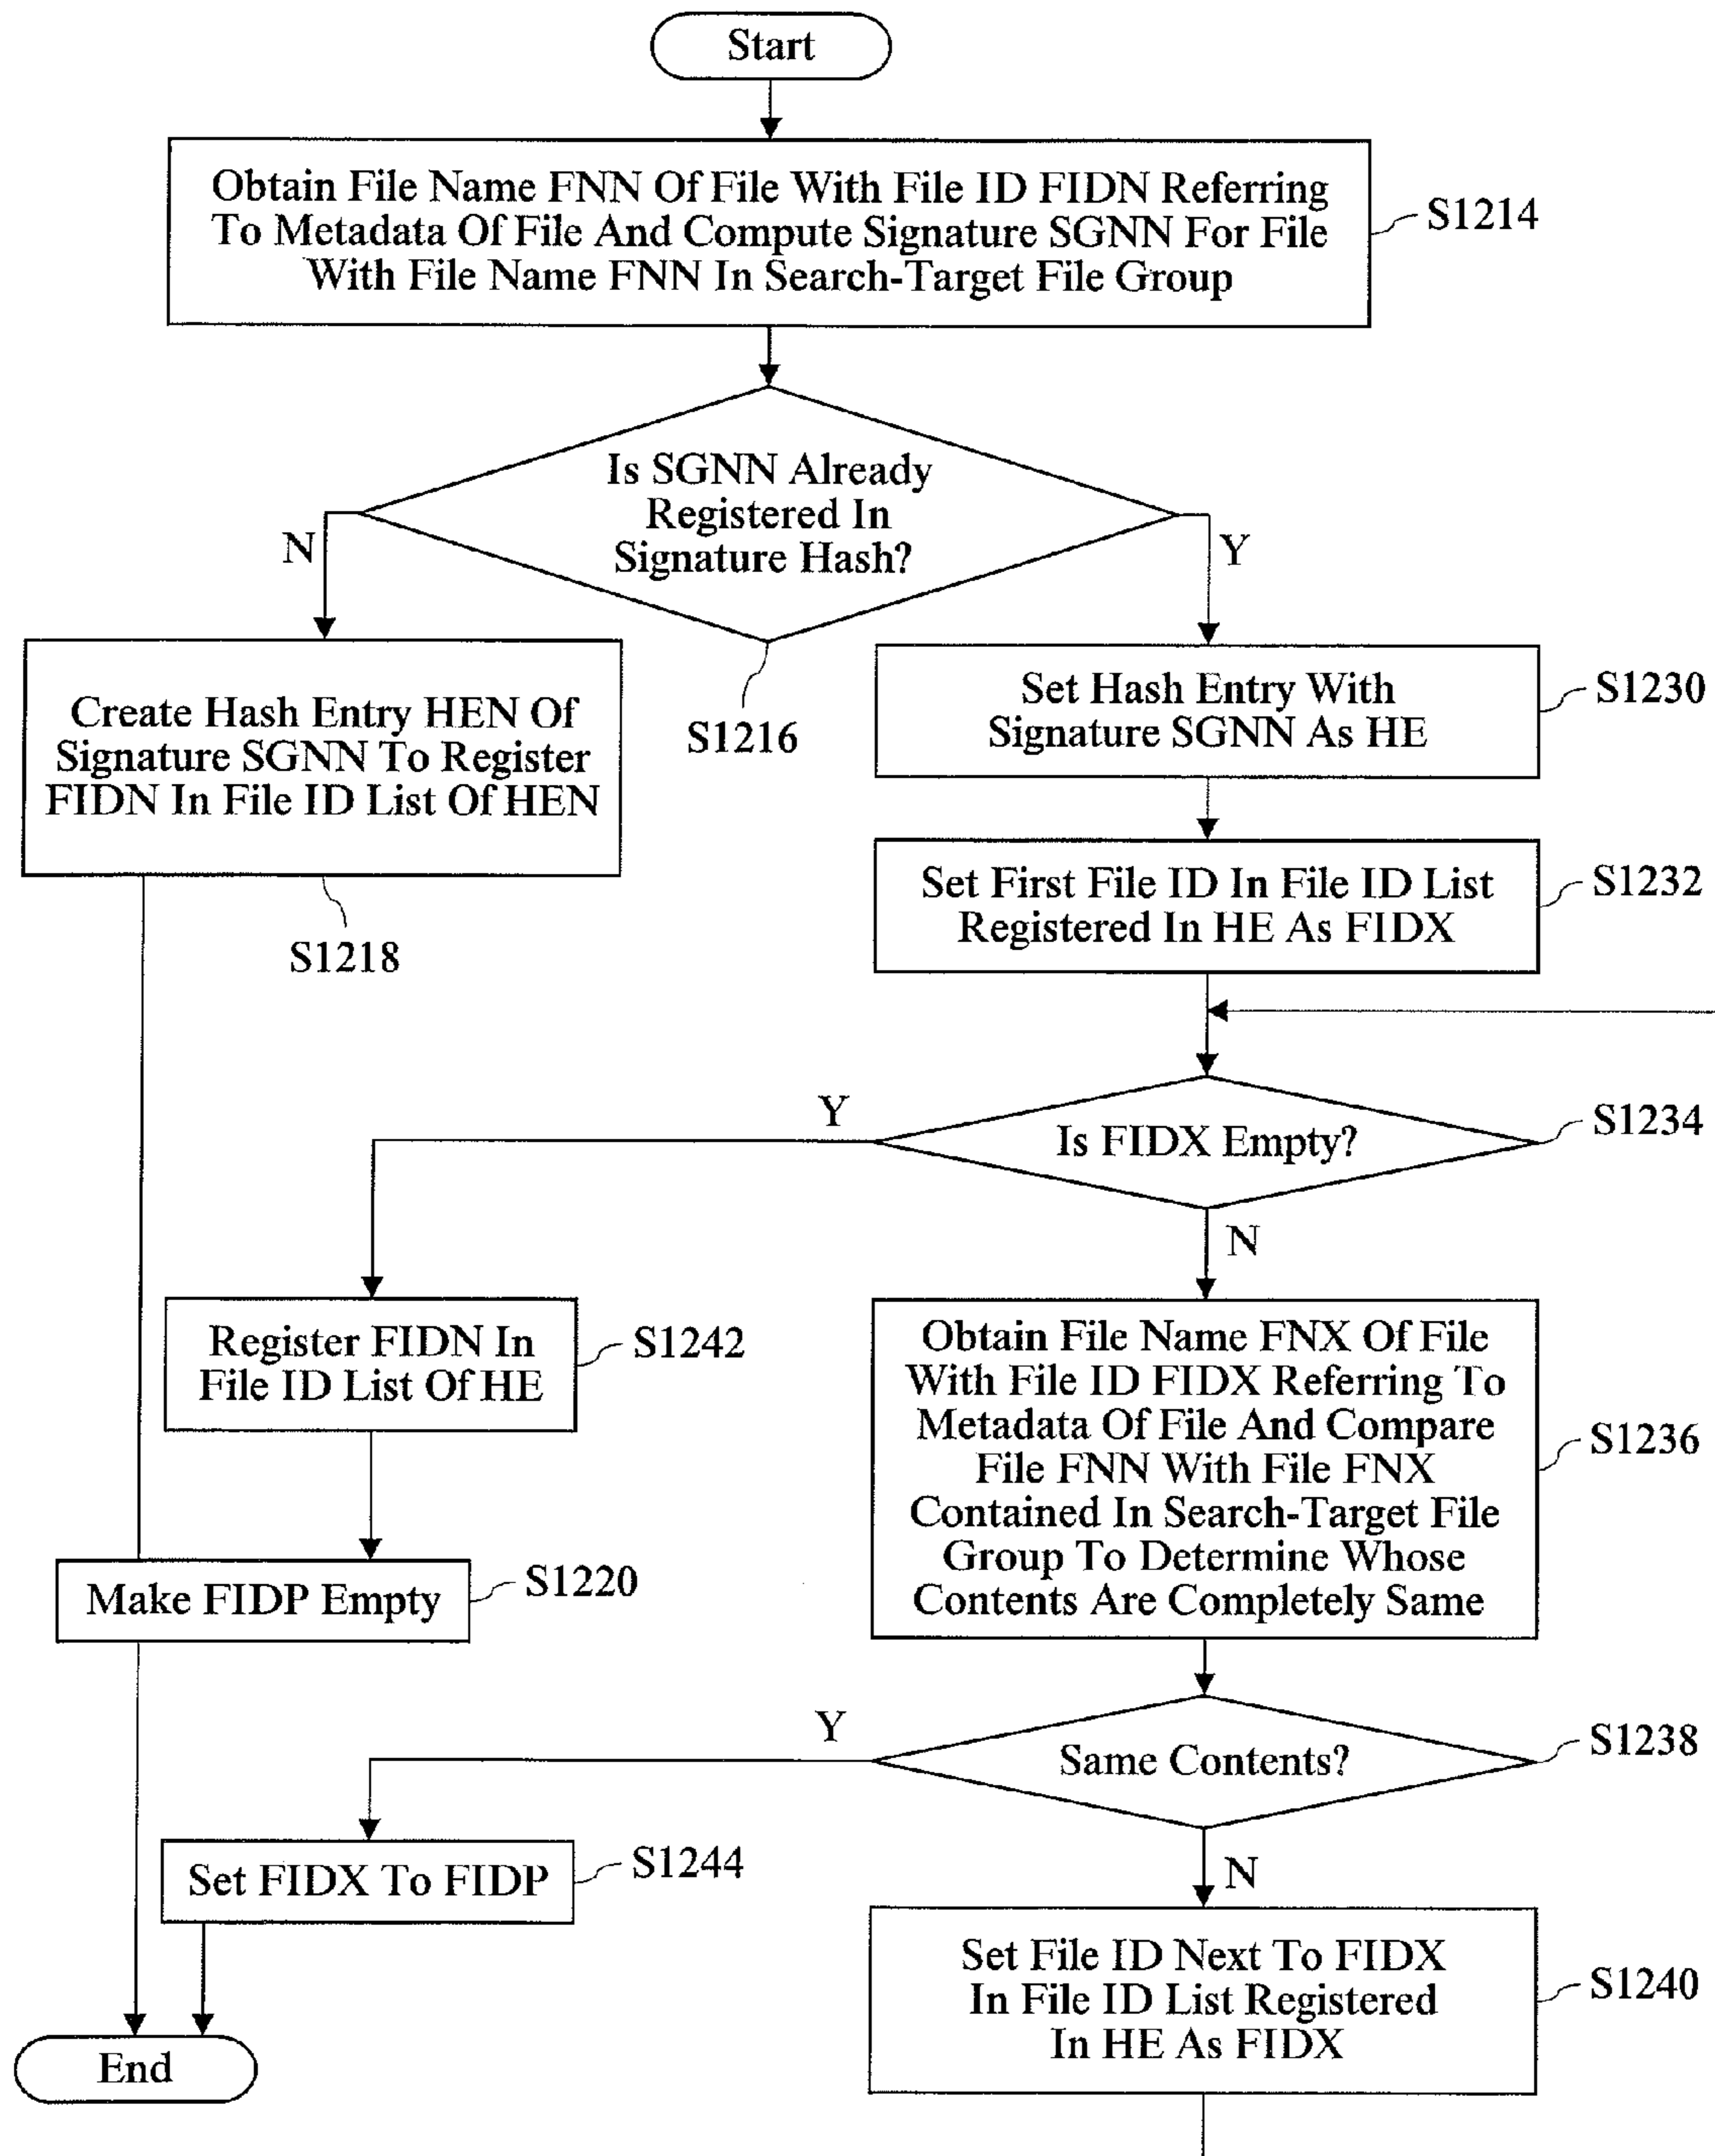 Start
Obtain File Name FNN Of File With File ID FIDN Referring
To Metadata Of File And Compute Signature SGNN For File
With File Name FNN In Search-Target File Group
S1214
Is SGNN Already
Registered In
Signature Hash?
N
Y
S1216
Create Hash Entry HEN Of
Signature SGNN To Register
FIDN In File ID List Of HEN
S1218
Set Hash Entry With
Signature SGNN As HE
S1230
Set First File ID In File ID List
Registered In HE As FIDX
S1232
Is FIDX Empty?
S1234
Y
N
Register FIDN In
File ID List Of HE
S1242
Obtain File Name FNX Of File
With File ID FIDX Referring To
Metadata Of File And Compare
File FNN With File FNX
Contained In Search-Target File
Group To Determine Whose
Contents Are Completely Same
S1236
Make FIDP Empty
S1220
Same Contents?
S1238
Y
N
Set FIDX To FIDP
S1244
Set File ID Next To FIDX
In File ID List Registered
In HE As FIDX
S1240
End